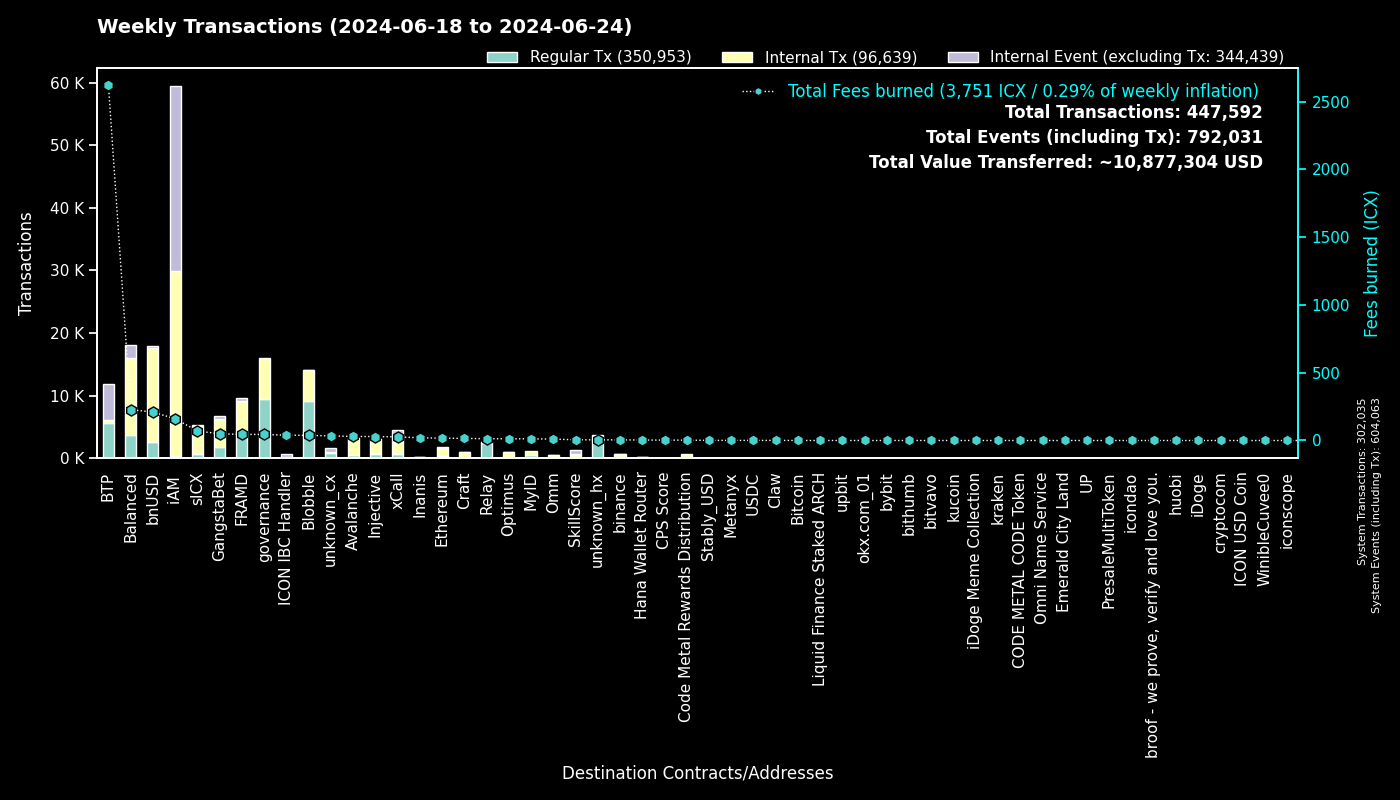 Weekly Transactions (2024-06-18 to 2024-06-24)
Regular Tx (350,953)
Internal Tx (96,639)
Internal Event (excluding Tx: 344,439)
Total Fees burned (3,751 ICX / 0.29% of weekly inflation)
Total Transactions: 447,592
Total Events (including Tx): 792,031
Total Value Transferred: ~10,877,304 USD
Transactions
60 K
50 K
40 K
30 K
20 K
10 K
0 K
2500
2000
1500
1000
500
0
Fees burned (ICX)
BTP
Balanced
bnUSD
iAM
sICX
GangstaBet
FRAMD
governance
ICON IBC Handler
Blobble
unknown_cx
Avalanche
Injective
xCall
Inanis
Ethereum
Craft
Relay
Optimus
MyID
Omm
SkillScore
unknown_hx
binance
Hana Wallet Router
CPS Score
Code Metal Rewards Distribution
Stably_USD
Metanyx
USDC
Claw
Bitcoin
Liquid Finance Staked ARCH
upbit
okx.com_01
bybit
bithumb
bitvavo
kucoin
iDoge Meme Collection
kraken
CODE METAL CODE Token
Omni Name Service
Emerald City Land
UP
PresaleMultiToken
icondao
broof - we prove, verify and love you.
huobi
iDoge
cryptocom
ICON USD Coin
WinibleCuvee0
iconscope
Destination Contracts/Addresses
System Transactions: 302,035
System Events (including Tx): 604,063